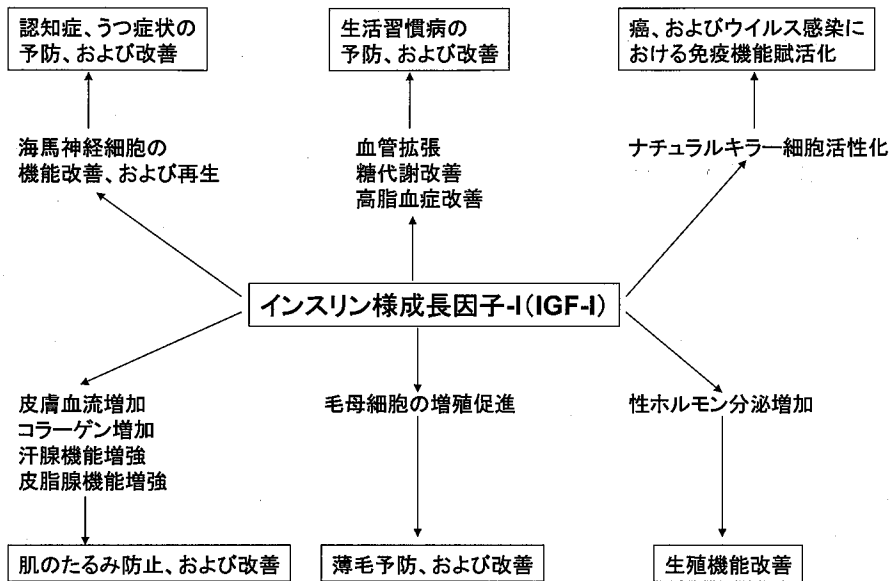 認知症、うつ症状の
予防、および改善
生活習慣病の
予防、および改善
癌、およびウイルス感染に
おける免疫機能賦活化
海馬神経細胞の
機能改善、および再生
血管拡張
糖代謝改善
高脂血症改善
ナチュラルキラー細胞活性化
インスリン様成長因子-I(IGF-I)
皮膚血流増加
コラーゲン増加
汗腺機能増強
皮脂腺機能増強
毛母細胞の増殖促進
性ホルモン分泌増加
肌のたるみ防止、および改善
薄毛予防、および改善
生殖機能改善